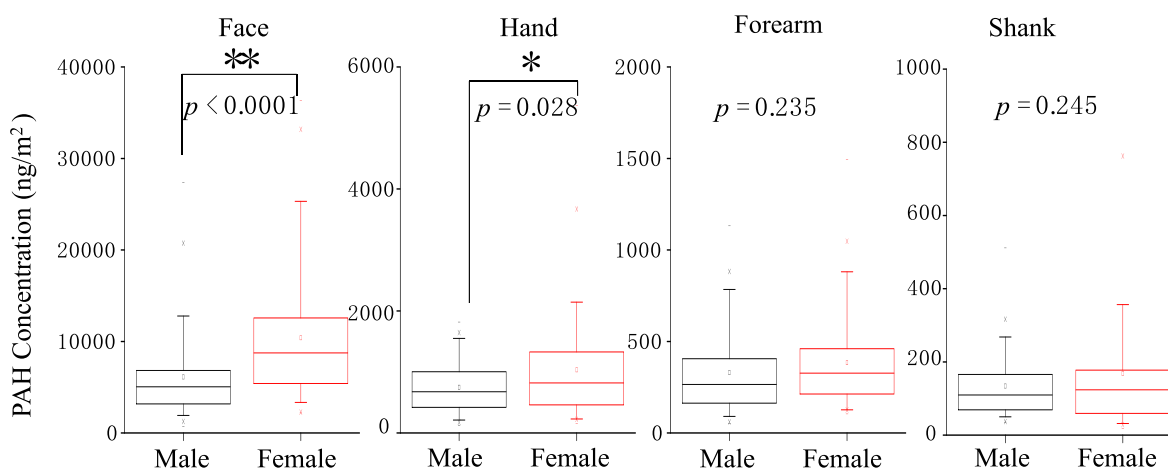 Face
Hand
Forearm
Shank
PAH Concentration (ng/m²)
40000
30000
20000
10000
0
**
p < 0.0001
Male
Female
6000
4000
2000
0
*
p = 0.028
Male
Female
2000
1500
1000
500
0
p = 0.235
Male
Female
1000
800
600
400
200
0
p = 0.245
Male
Female